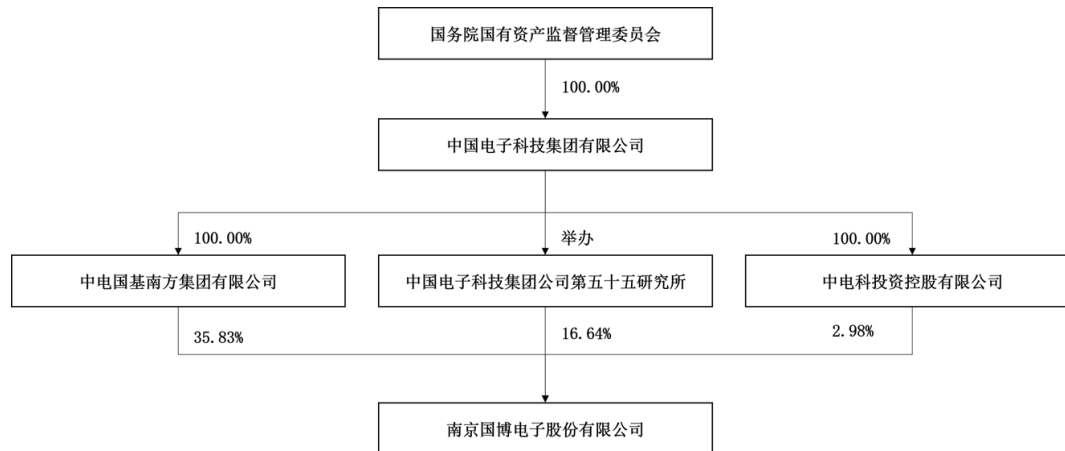 国务院国有资产监督管理委员会
100.00%
中国电子科技集团有限公司
100.00%
举办
100.00%
中电国基南方集团有限公司
中国电子科技集团公司第五十五研究所
中电科投资控股有限公司
35.83%
16.64%
2.98%
南京国博电子股份有限公司